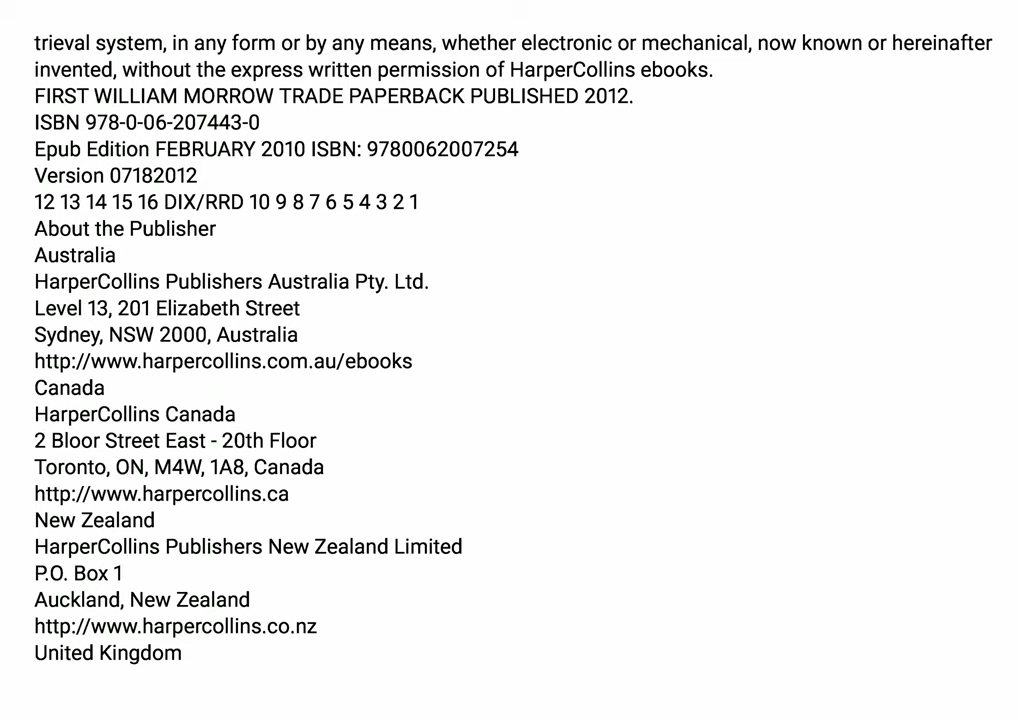 trieval system, in any form or by any means, whether electronic or mechanical, now known or hereinafter
invented, without the express written permission of HarperCollins ebooks.
FIRST WILLIAM MORROW TRADE PAPERBACK PUBLISHED 2012.
ISBN 978-0-06-207443-0
Epub Edition FEBRUARY 2010 ISBN: 9780062007254
Version 07182012
12 13 14 15 16 DIX/RRD 10 9 8 7 6 5 4 3 2 1
About the Publisher
Australia
HarperCollins Publishers Australia Pty. Ltd.
Level 13, 201 Elizabeth Street
Sydney, NSW 2000, Australia
http://www.harpercollins.com.au/ebooks
Canada
HarperCollins Canada
2 Bloor Street East - 20th Floor
Toronto, ON, M4W, 1A8, Canada
http://www.harpercollins.ca
New Zealand
HarperCollins Publishers New Zealand Limited
P.O. Box 1
Auckland, New Zealand
http://www.harpercollins.co.nz
United Kingdom